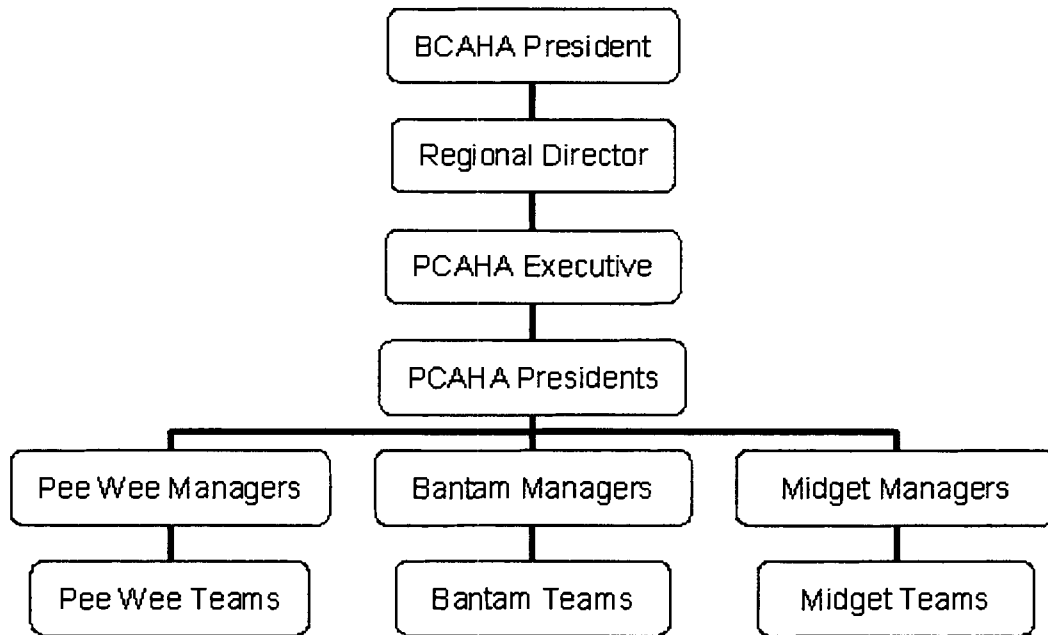 BCAHA President
Regional Director
PCAHA Executive
PCAHA Presidents
Pee Wee Managers
Bantam Managers
Midget Managers
Pee Wee Teams
Bantam Teams
Midget Teams